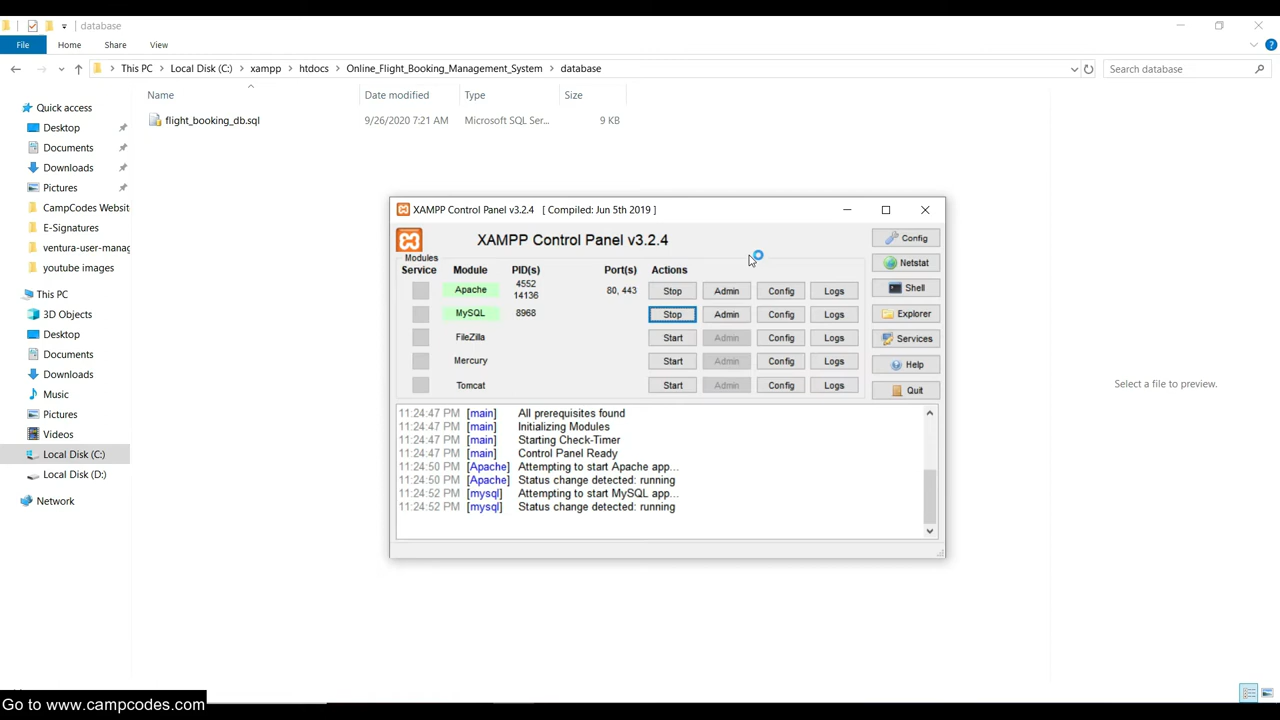 database
File Home Share View
This PC Local Disk (C:) xampp htdocs Online_Flight_Booking_Management_System database Search database
Name Date modified Type Size
Quick access
flight_booking_db.sql 9/26/2020 7:21 AM Microsoft SQL Ser... 9 KB
Desktop
Documents
Downloads
Pictures
CampCodes Websit
E-Signatures
ventura-user-manag
youtube images
This PC
3D Objects
Desktop
Documents
Downloads
Music
Pictures
Videos
Local Disk (C:)
Local Disk (D:)
Network
XAMPP Control Panel v3.2.4 [ Compiled: Jun 5th 2019 ]
XAMPP Control Panel v3.2.4 Config
Modules
Service Module PID(s) Port(s) Actions Netstat
Apache 4552 14136 80, 443 Stop Admin Config Logs Shell
MySQL 8968 Stop Admin Config Logs Explorer
FileZilla Start Admin Config Logs Services
Mercury Start Admin Config Logs Help
Tomcat Start Admin Config Logs Quit
11:24:47 PM [main] All prerequisites found
11:24:47 PM [main] Initializing Modules
11:24:47 PM [main] Starting Check-Timer
11:24:47 PM [main] Control Panel Ready
11:24:50 PM [Apache] Attempting to start Apache app...
11:24:50 PM [Apache] Status change detected: running
11:24:52 PM [mysql] Attempting to start MySQL app...
11:24:52 PM [mysql] Status change detected: running
Select a file to preview.
Go to www.campcodes.com